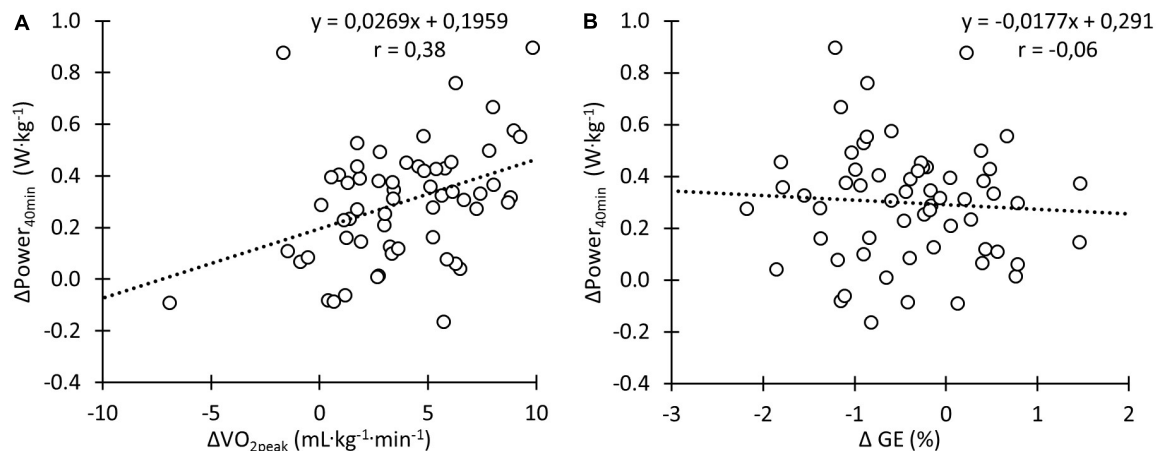 A
y = 0,0269x + 0,1959
r = 0,38
1.0
0.8
0.6
0.4
0.2
0.0
-0.2
-0.4
ΔPower40min (W·kg-1)
-10
-5
0
5
10
ΔVO2peak (mL·kg-1·min-1)
B
y = -0,0177x + 0,291
r = -0,06
1.0
0.8
0.6
0.4
0.2
0.0
-0.2
-0.4
ΔPower40min (W·kg-1)
-3
-2
-1
0
1
2
Δ GE (%)